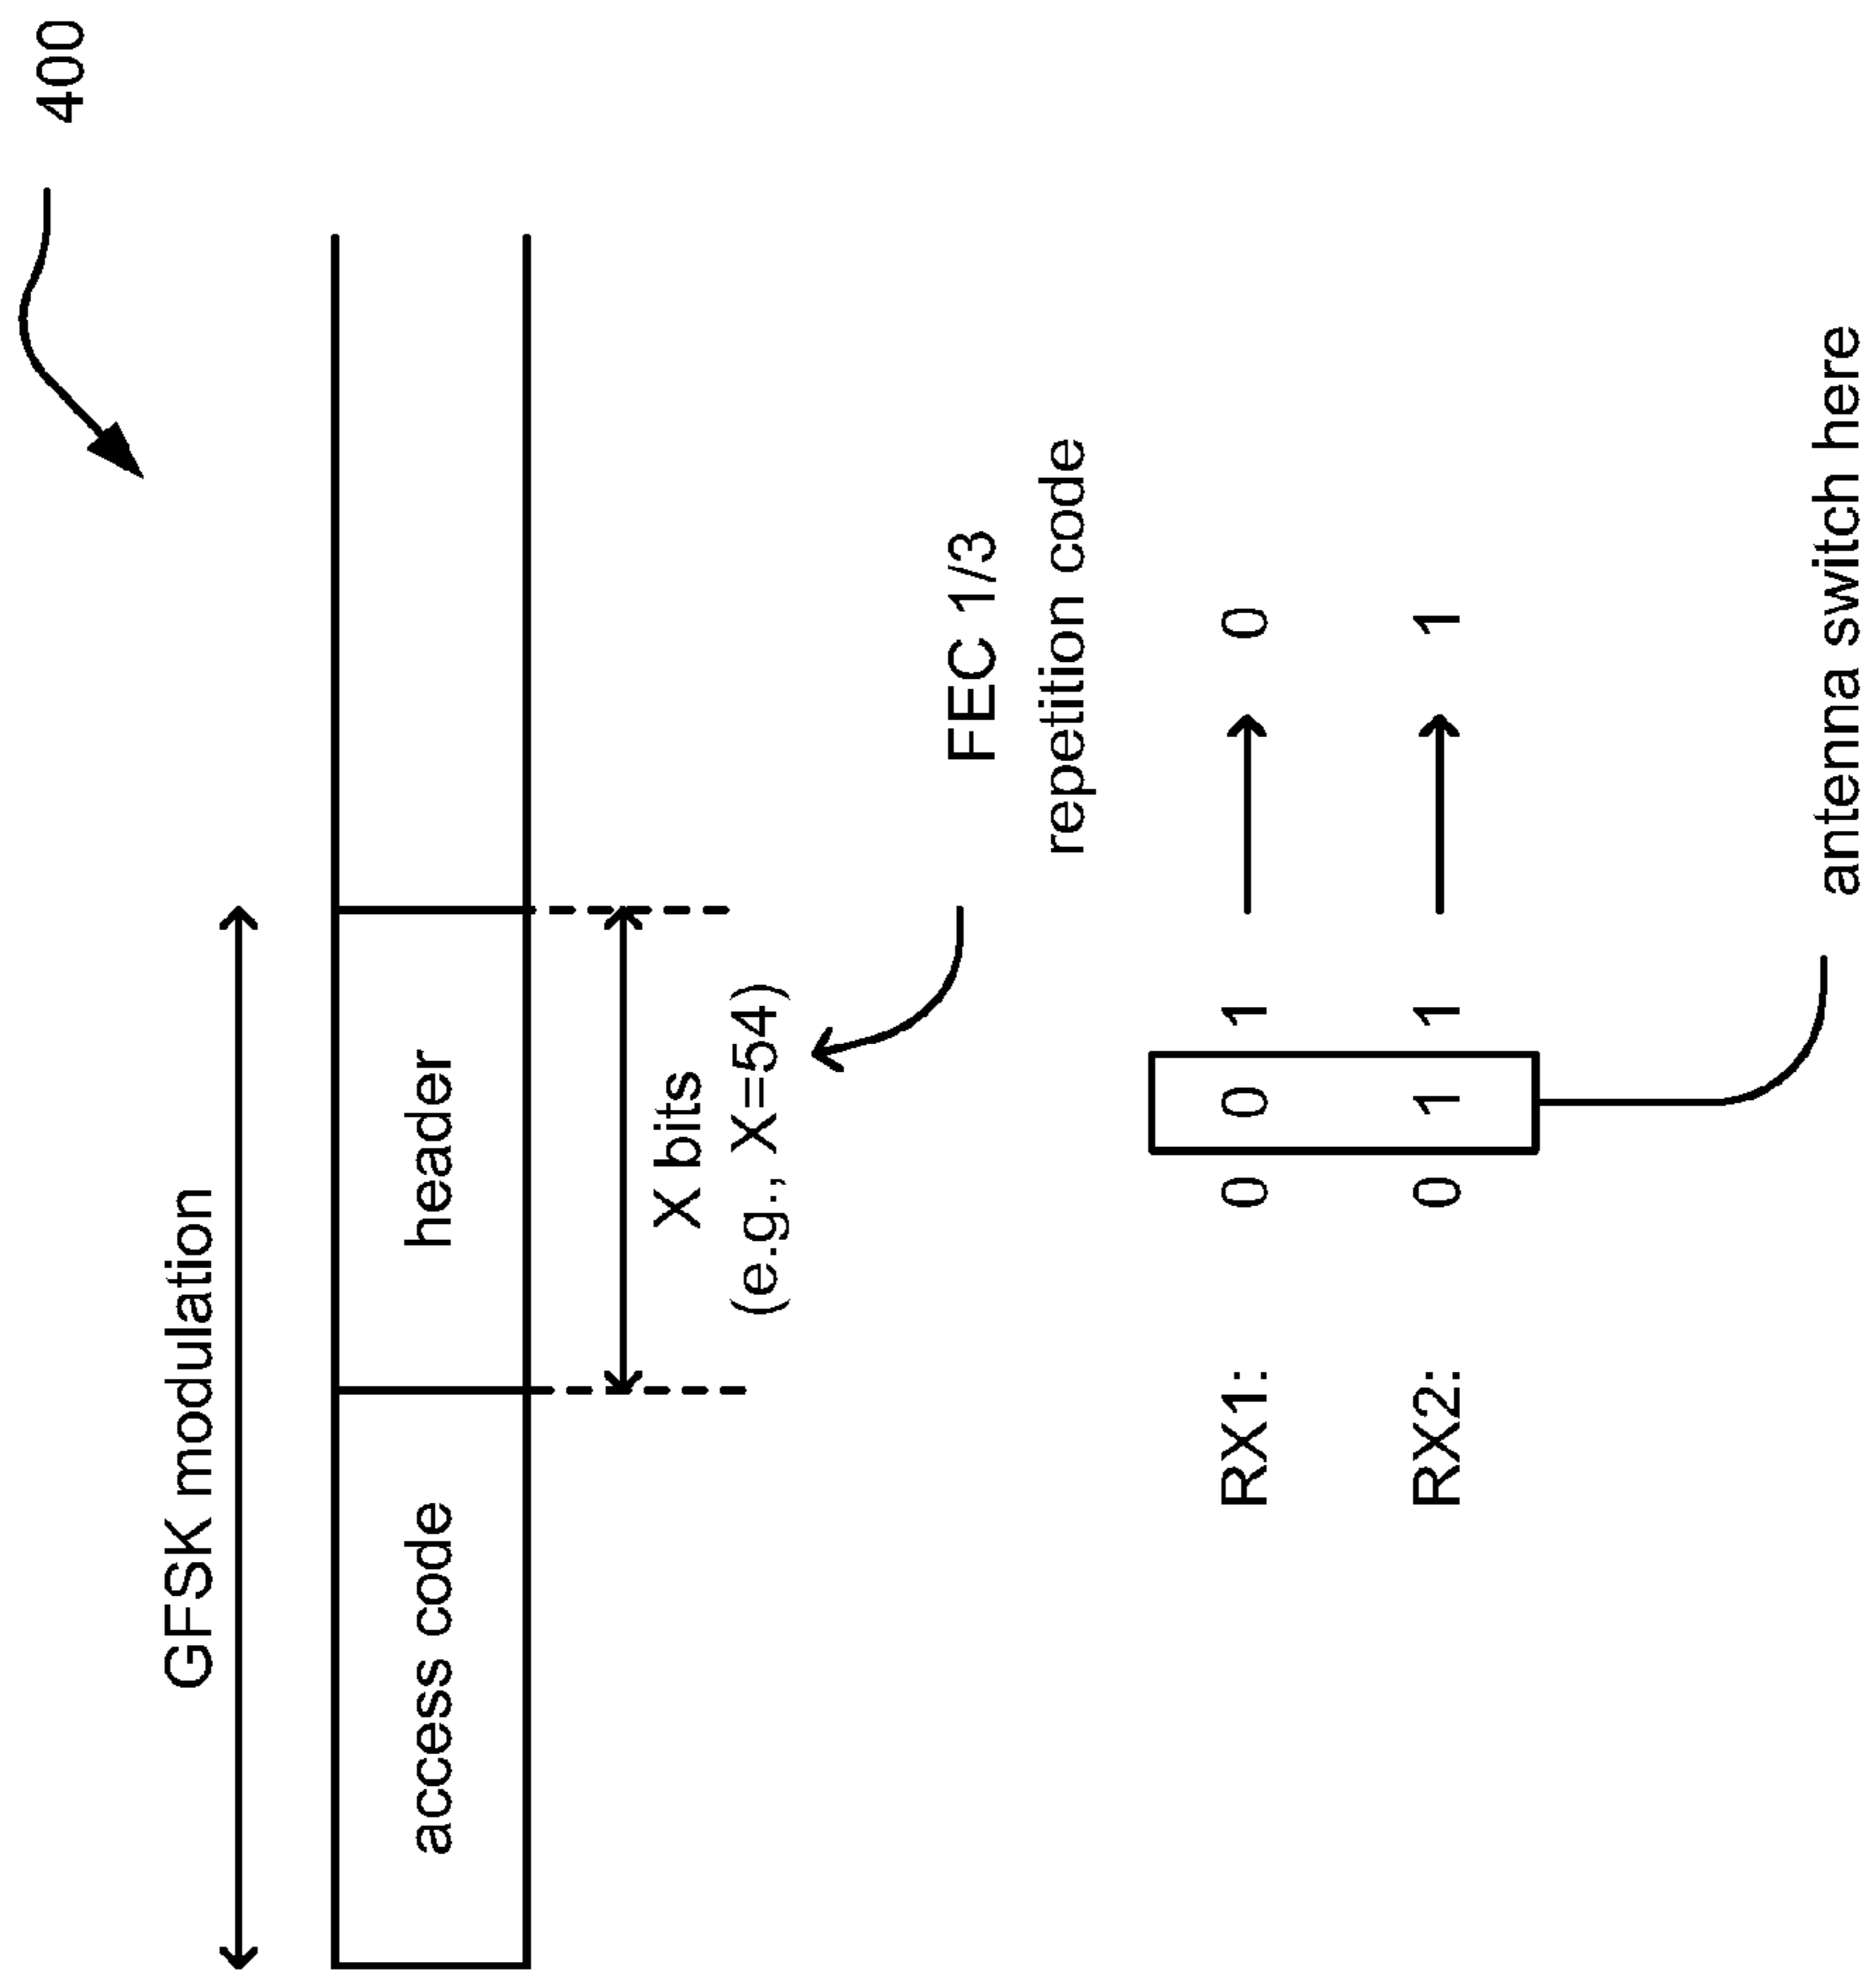 400
GFSK modulation
access code
header
X bits
(e.g., X=54)
FEC 1/3
repetition code
RX1: 0 0 1 0
RX2: 0 1 1 1
antenna switch here